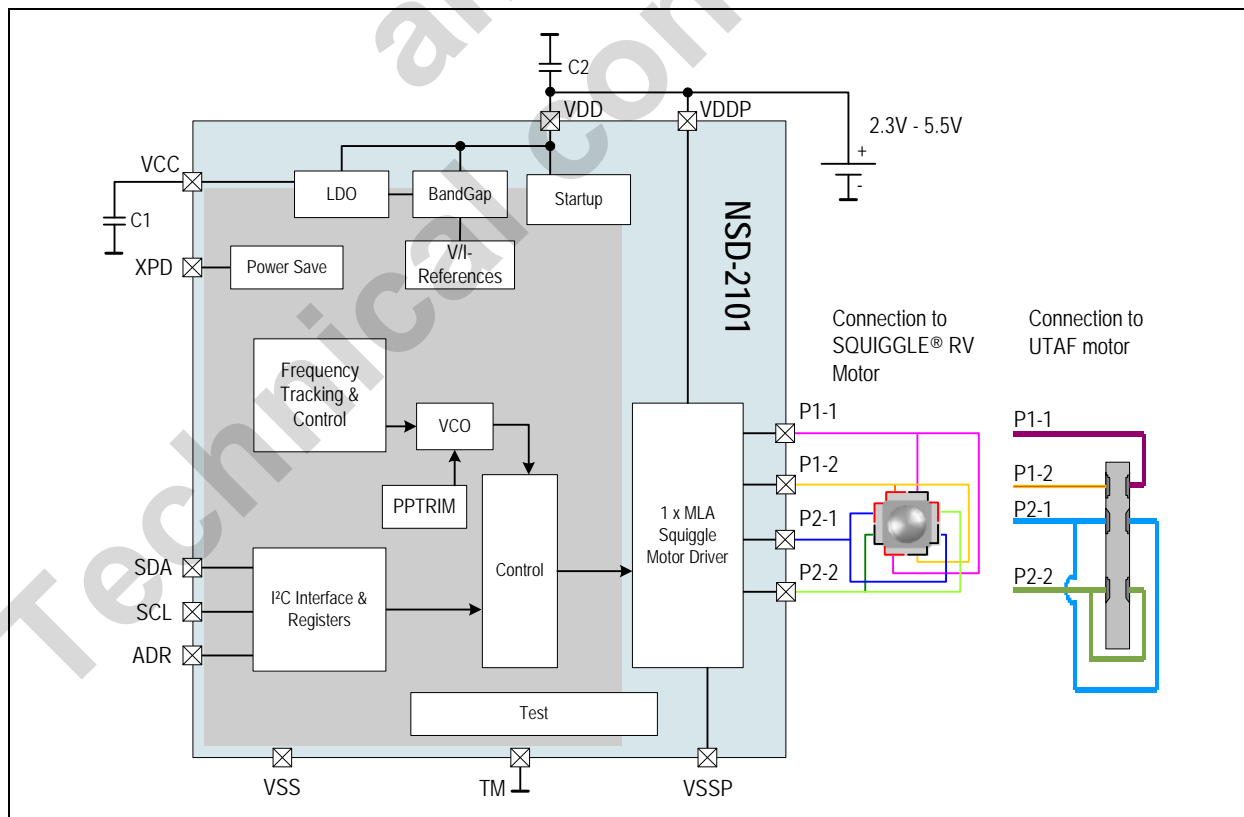 C2
VDD
VDDP
2.3V - 5.5V
+
-
VCC
C1
LDO
BandGap
Startup
V/I-
References
XPD
Power Save
NSD-2101
Connection to
SQUIGGLE® RV
Motor
Connection to
UTAF motor
Frequency
Tracking &
Control
VCO
PPTRIM
Control
1 x MLA
Squiggle
Motor Driver
P1-1
P1-2
P2-1
P2-2
P1-1
P1-2
P2-1
P2-2
SDA
SCL
ADR
I²C Interface &
Registers
Test
VSS
TM
VSSP
Technical con
a